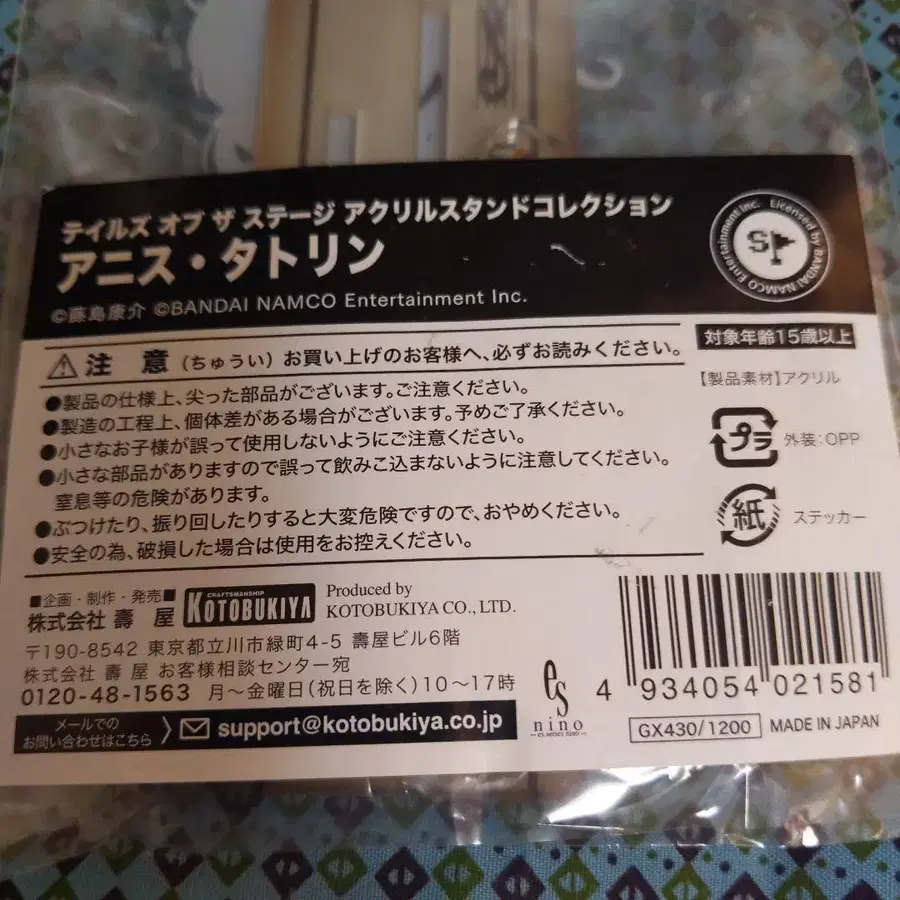 テイルズ オブ ザ ステージ アクリルスタンドコレクション
アニス・タトリン
©藤島康介 ©BANDAI NAMCO Entertainment Inc.
Licensed by BANDAI NAMCO Entertainment Inc.
S
注 意 (ちゅうい) お買い上げのお客様へ、必ずお読みください。
●製品の仕様上、尖った部品がございます。ご注意ください。
●製造の工程上、個体差がある場合がございます。予めご了承ください。
●小さなお子様が誤って使用しないようにご注意ください。
●小さな部品がありますので誤って飲みこまないように注意してください。
窒息等の危険があります。
●ぶつけたり、振り回したりすると大変危険ですので、おやめください。
●安全の為、破損した場合は使用をお控えください。
対象年齢15歳以上
【製品素材】アクリル
プラ 外装:OPP
紙 ステッカー
■企画・制作・発売■
株式会社 壽 屋
CRAFTSMANSHIP
KOTOBUKIYA
Produced by
KOTOBUKIYA CO., LTD.
〒190-8542 東京都立川市緑町4-5 壽屋ビル6階
株式会社 壽 屋 お客様相談センター宛
0120-48-1563 月〜金曜日(祝日を除く)10〜17時
メールでの
お問い合わせはこちら
support@kotobukiya.co.jp
es
nino
— es series nino —
4 934054 021581
GX430/1200 MADE IN JAPAN